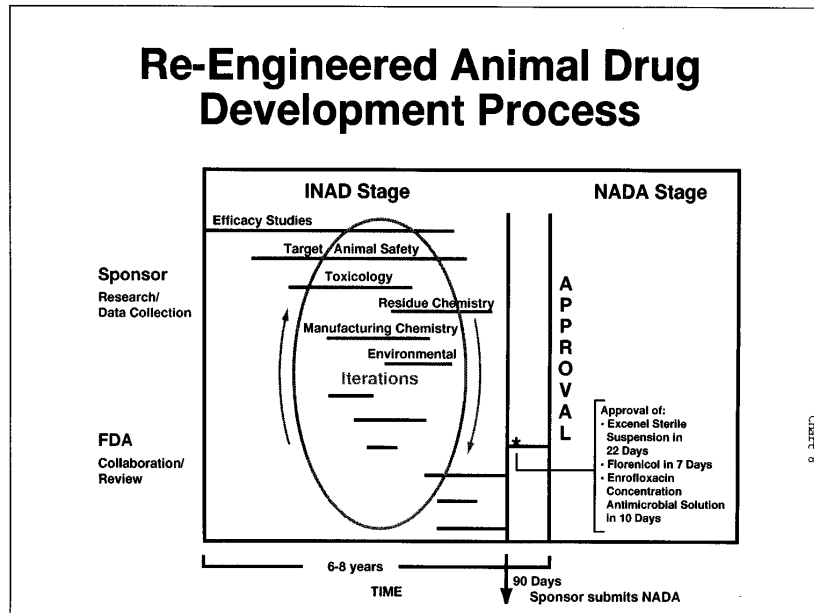 Re-Engineered Animal Drug
Development Process
INAD Stage
NADA Stage
Efficacy Studies
Target Animal Safety
Toxicology
Residue Chemistry
Manufacturing Chemistry
Environmental
Iterations
Sponsor
Research/
Data Collection
FDA
Collaboration/
Review
APPROVAL
*
Approval of:
• Excenel Sterile
Suspension in
22 Days
• Florenicol in 7 Days
• Enrofloxacin
Concentration
Antimicrobial Solution
in 10 Days
6-8 years
TIME
90 Days
Sponsor submits NADA